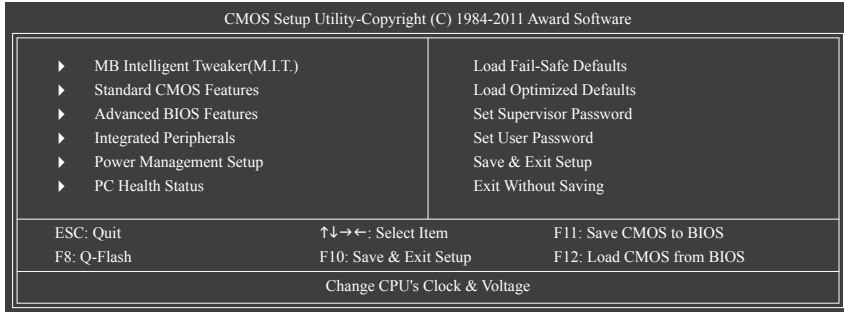 CMOS Setup Utility-Copyright (C) 1984-2011 Award Software
MB Intelligent Tweaker(M.I.T.)
Standard CMOS Features
Advanced BIOS Features
Integrated Peripherals
Power Management Setup
PC Health Status
Load Fail-Safe Defaults
Load Optimized Defaults
Set Supervisor Password
Set User Password
Save & Exit Setup
Exit Without Saving
ESC: Quit ↑↓→←: Select Item F11: Save CMOS to BIOS
F8: Q-Flash F10: Save & Exit Setup F12: Load CMOS from BIOS
Change CPU's Clock & Voltage